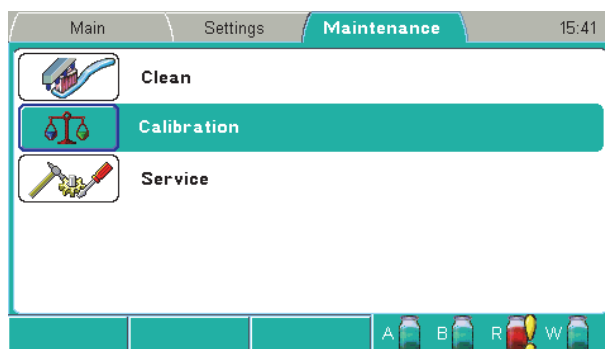 Main Settings Maintenance 15:41
Clean
Calibration
Service
A B R W